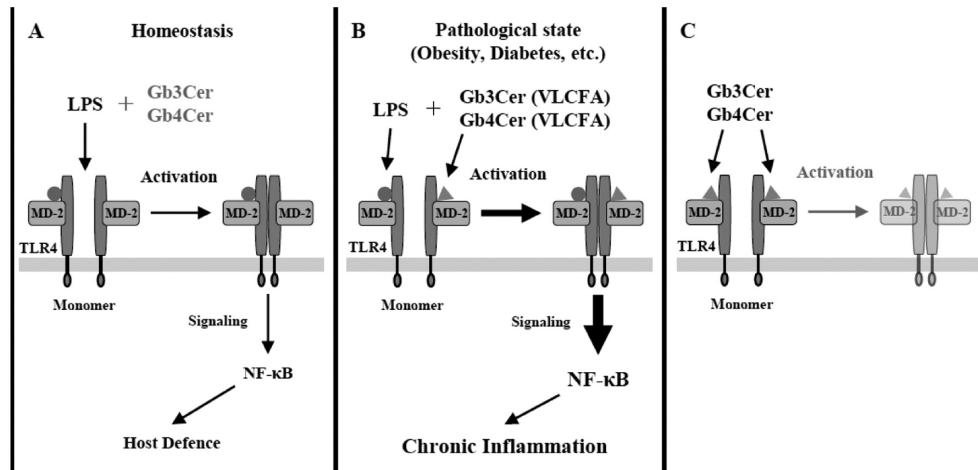 A
Homeostasis
LPS + Gb3Cer
Gb4Cer
Activation
MD-2 MD-2 MD-2 MD-2
TLR4
Monomer
Signaling
NF-κB
Host Defence
B
Pathological state
(Obesity, Diabetes, etc.)
LPS + Gb3Cer (VLCFA)
Gb4Cer (VLCFA)
Activation
MD-2 MD-2 MD-2 MD-2
TLR4
Monomer
Signaling
NF-κB
Chronic Inflammation
C
Gb3Cer
Gb4Cer
Activation
MD-2 MD-2 MD-2 MD-2
TLR4
Monomer